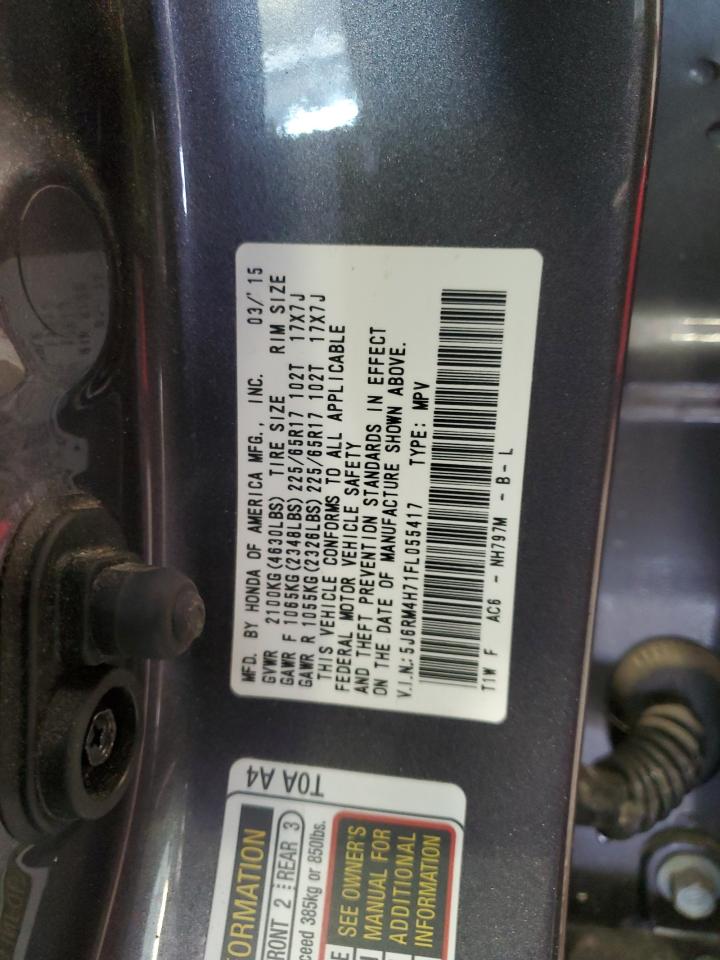 MFD. BY HONDA OF AMERICA MFG., INC. 03/'15
GVWR 2100KG(4630LBS) TIRE SIZE RIM SIZE
GAWR F 1065KG(2348LBS) 225/65R17 102T 17X7J
GAWR R 1055KG(2326LBS) 225/65R17 102T 17X7J
THIS VEHICLE CONFORMS TO ALL APPLICABLE
FEDERAL MOTOR VEHICLE SAFETY
AND THEFT PREVENTION STANDARDS IN EFFECT
ON THE DATE OF MANUFACTURE SHOWN ABOVE.
V.I.N.:5J6RM4H71FL055417 TYPE: MPV
T1W F AC6 - NH797M - B - L
T0A A4
ORMATION
RONT 2 REAR 3
ceed 385kg or 850lbs.
SEE OWNER'S
MANUAL FOR
ADDITIONAL
INFORMATION